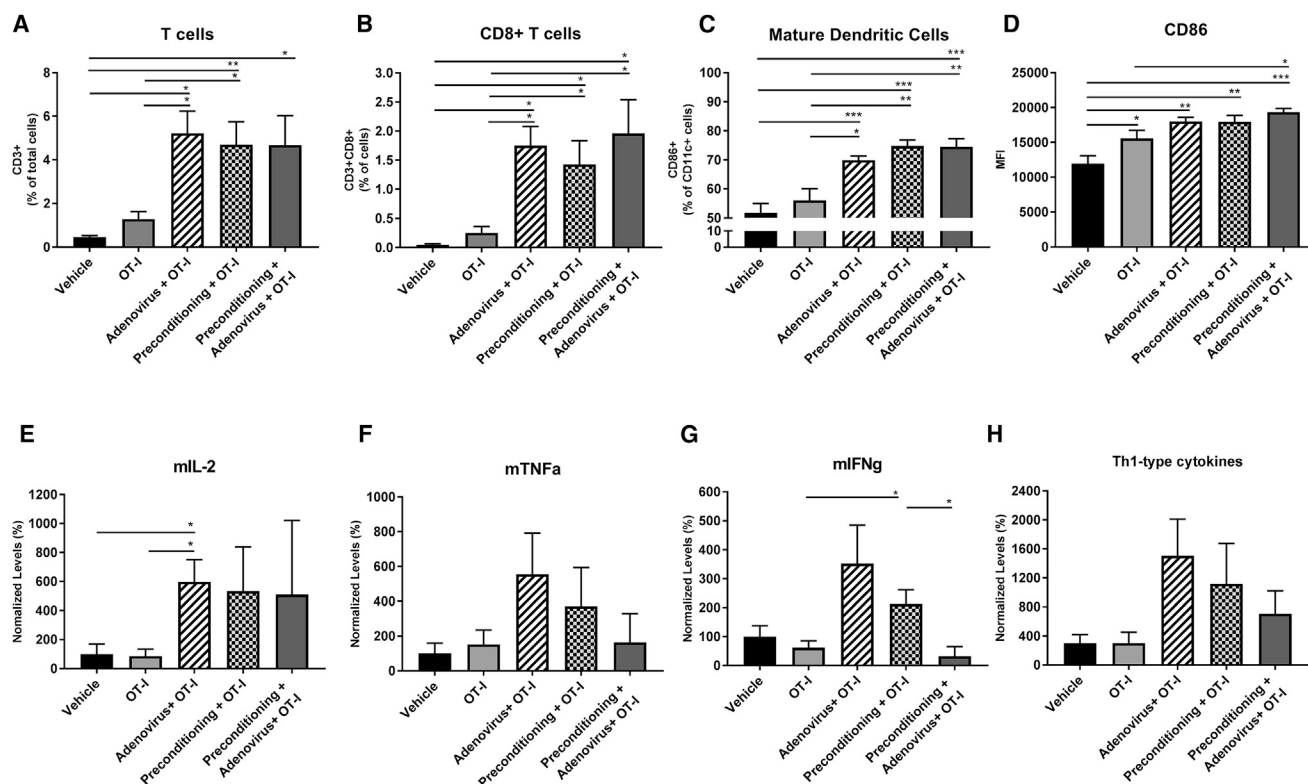 A
T cells
CD3+
(% of total cells)
8
6
4
2
0
*
**
*
*
*
Vehicle
OT-I
Adenovirus + OT-I
Preconditioning + OT-I
Preconditioning +
Adenovirus + OT-I
B
CD8+ T cells
CD3+CD8+
(% of cells)
3.0
2.5
2.0
1.5
1.0
0.5
0.0
*
*
*
*
*
*
Vehicle
OT-I
Adenovirus + OT-I
Preconditioning + OT-I
Preconditioning +
Adenovirus + OT-I
C
Mature Dendritic Cells
CD86+
(% of CD11c+ cells)
100
90
80
70
60
50
10
0
***
**
***
**
***
*
Vehicle
OT-I
Adenovirus + OT-I
Preconditioning + OT-I
Preconditioning +
Adenovirus + OT-I
D
CD86
MFI
25000
20000
15000
10000
5000
0
*
***
**
**
*
Vehicle
OT-I
Adenovirus + OT-I
Preconditioning + OT-I
Preconditioning +
Adenovirus + OT-I
E
mIL-2
Nomalized Levels (%)
1200
1000
800
600
400
200
0
*
*
Vehicle
OT-I
Adenovirus+ OT-I
Preconditioning + OT-I
Preconditioning +
Adenovirus+ OT-I
F
mTNFa
Normalized Levels (%)
1000
800
600
400
200
0
Vehicle
OT-I
Adenovirus+ OT-I
Preconditioning + OT-I
Preconditioning +
Adenovirus+ OT-I
G
mIFNg
Normalized Levels (%)
600
500
400
300
200
100
0
*
*
Vehicle
OT-I
Adenovirus+ OT-I
Preconditioning + OT-I
Preconditioning +
Adenovirus+ OT-I
H
Th1-type cytokines
Normalized Levels (%)
2400
2000
1600
1200
800
400
0
Vehicle
OT-I
Adenovirus+ OT-I
Preconditioning + OT-I
Preconditioning +
Adenovirus+ OT-I